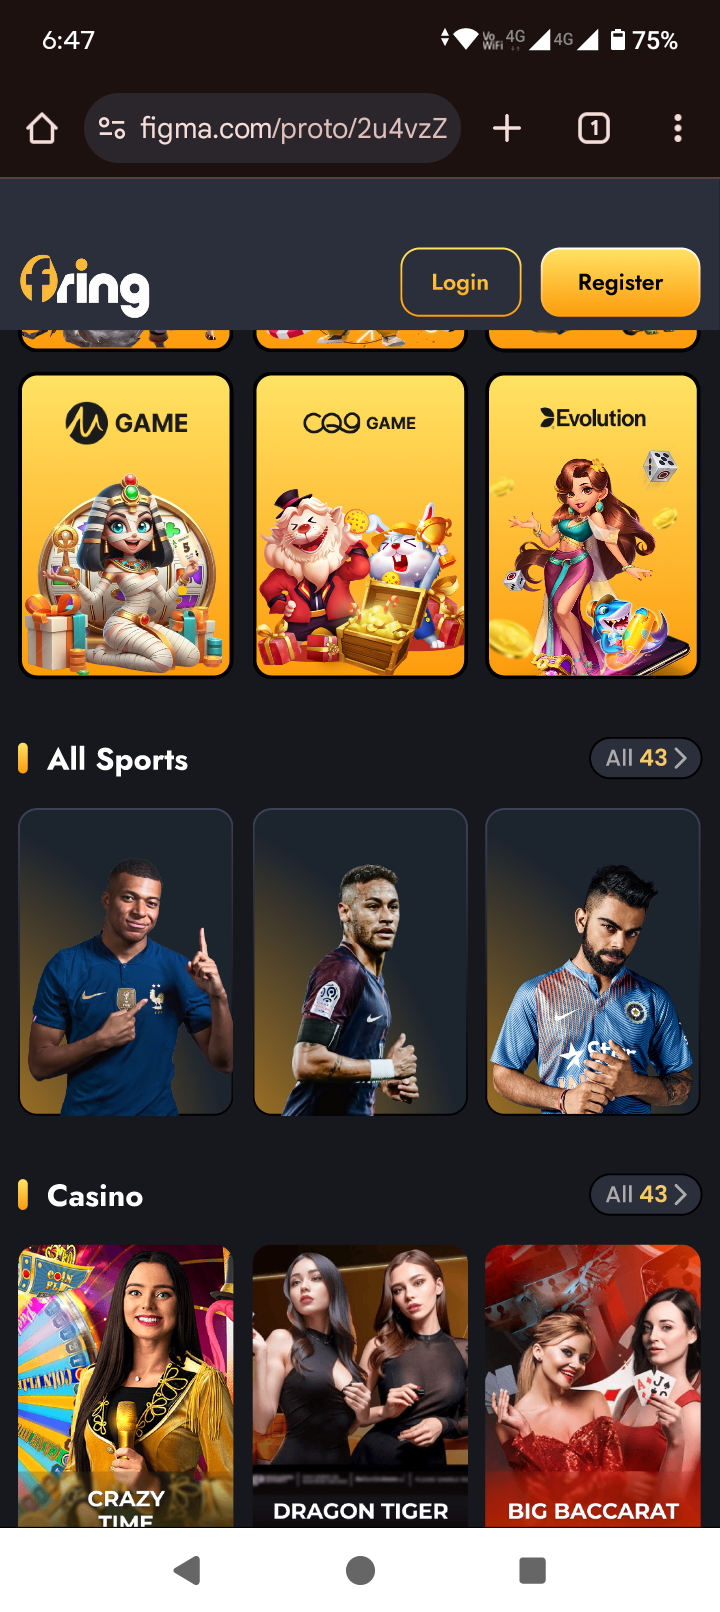 6:47
Vo
WiFi
4G
4G
75%
figma.com/proto/2u4vzZ
1
fring
Login
Register
GAME
CQ9 GAME
Evolution
All Sports
All 43
Star
Casino
All 43
CRAZY
TIME
DRAGON TIGER
BIG BACCARAT